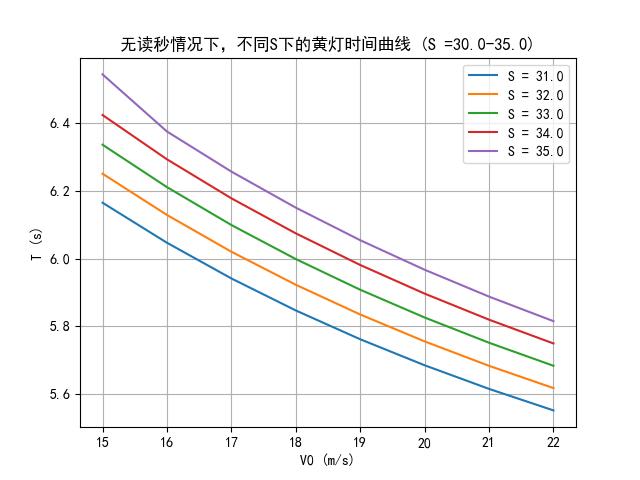 无读秒情况下，不同S下的黄灯时间曲线 (S =30.0-35.0)
S = 31.0
S = 32.0
S = 33.0
S = 34.0
S = 35.0
6.4
6.2
6.0
5.8
5.6
T (s)
15 16 17 18 19 20 21 22
V0 (m/s)